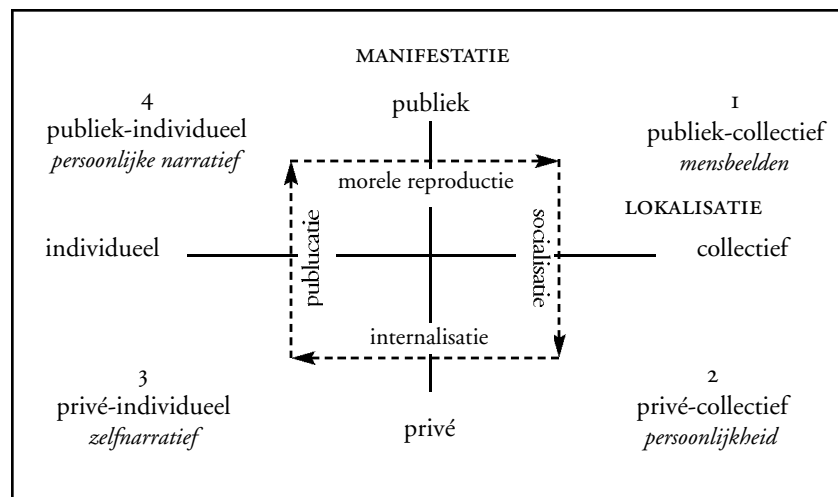 MANIFESTATIE
4
publiek-individueel
persoonlijke narratief
publiek
1
publiek-collectief
mensbeelden
morele reproductie
LOKALISATIE
individueel
publucatie
socialisatie
collectief
internalisatie
3
privé-individueel
zelfnarratief
privé
2
privé-collectief
persoonlijkheid